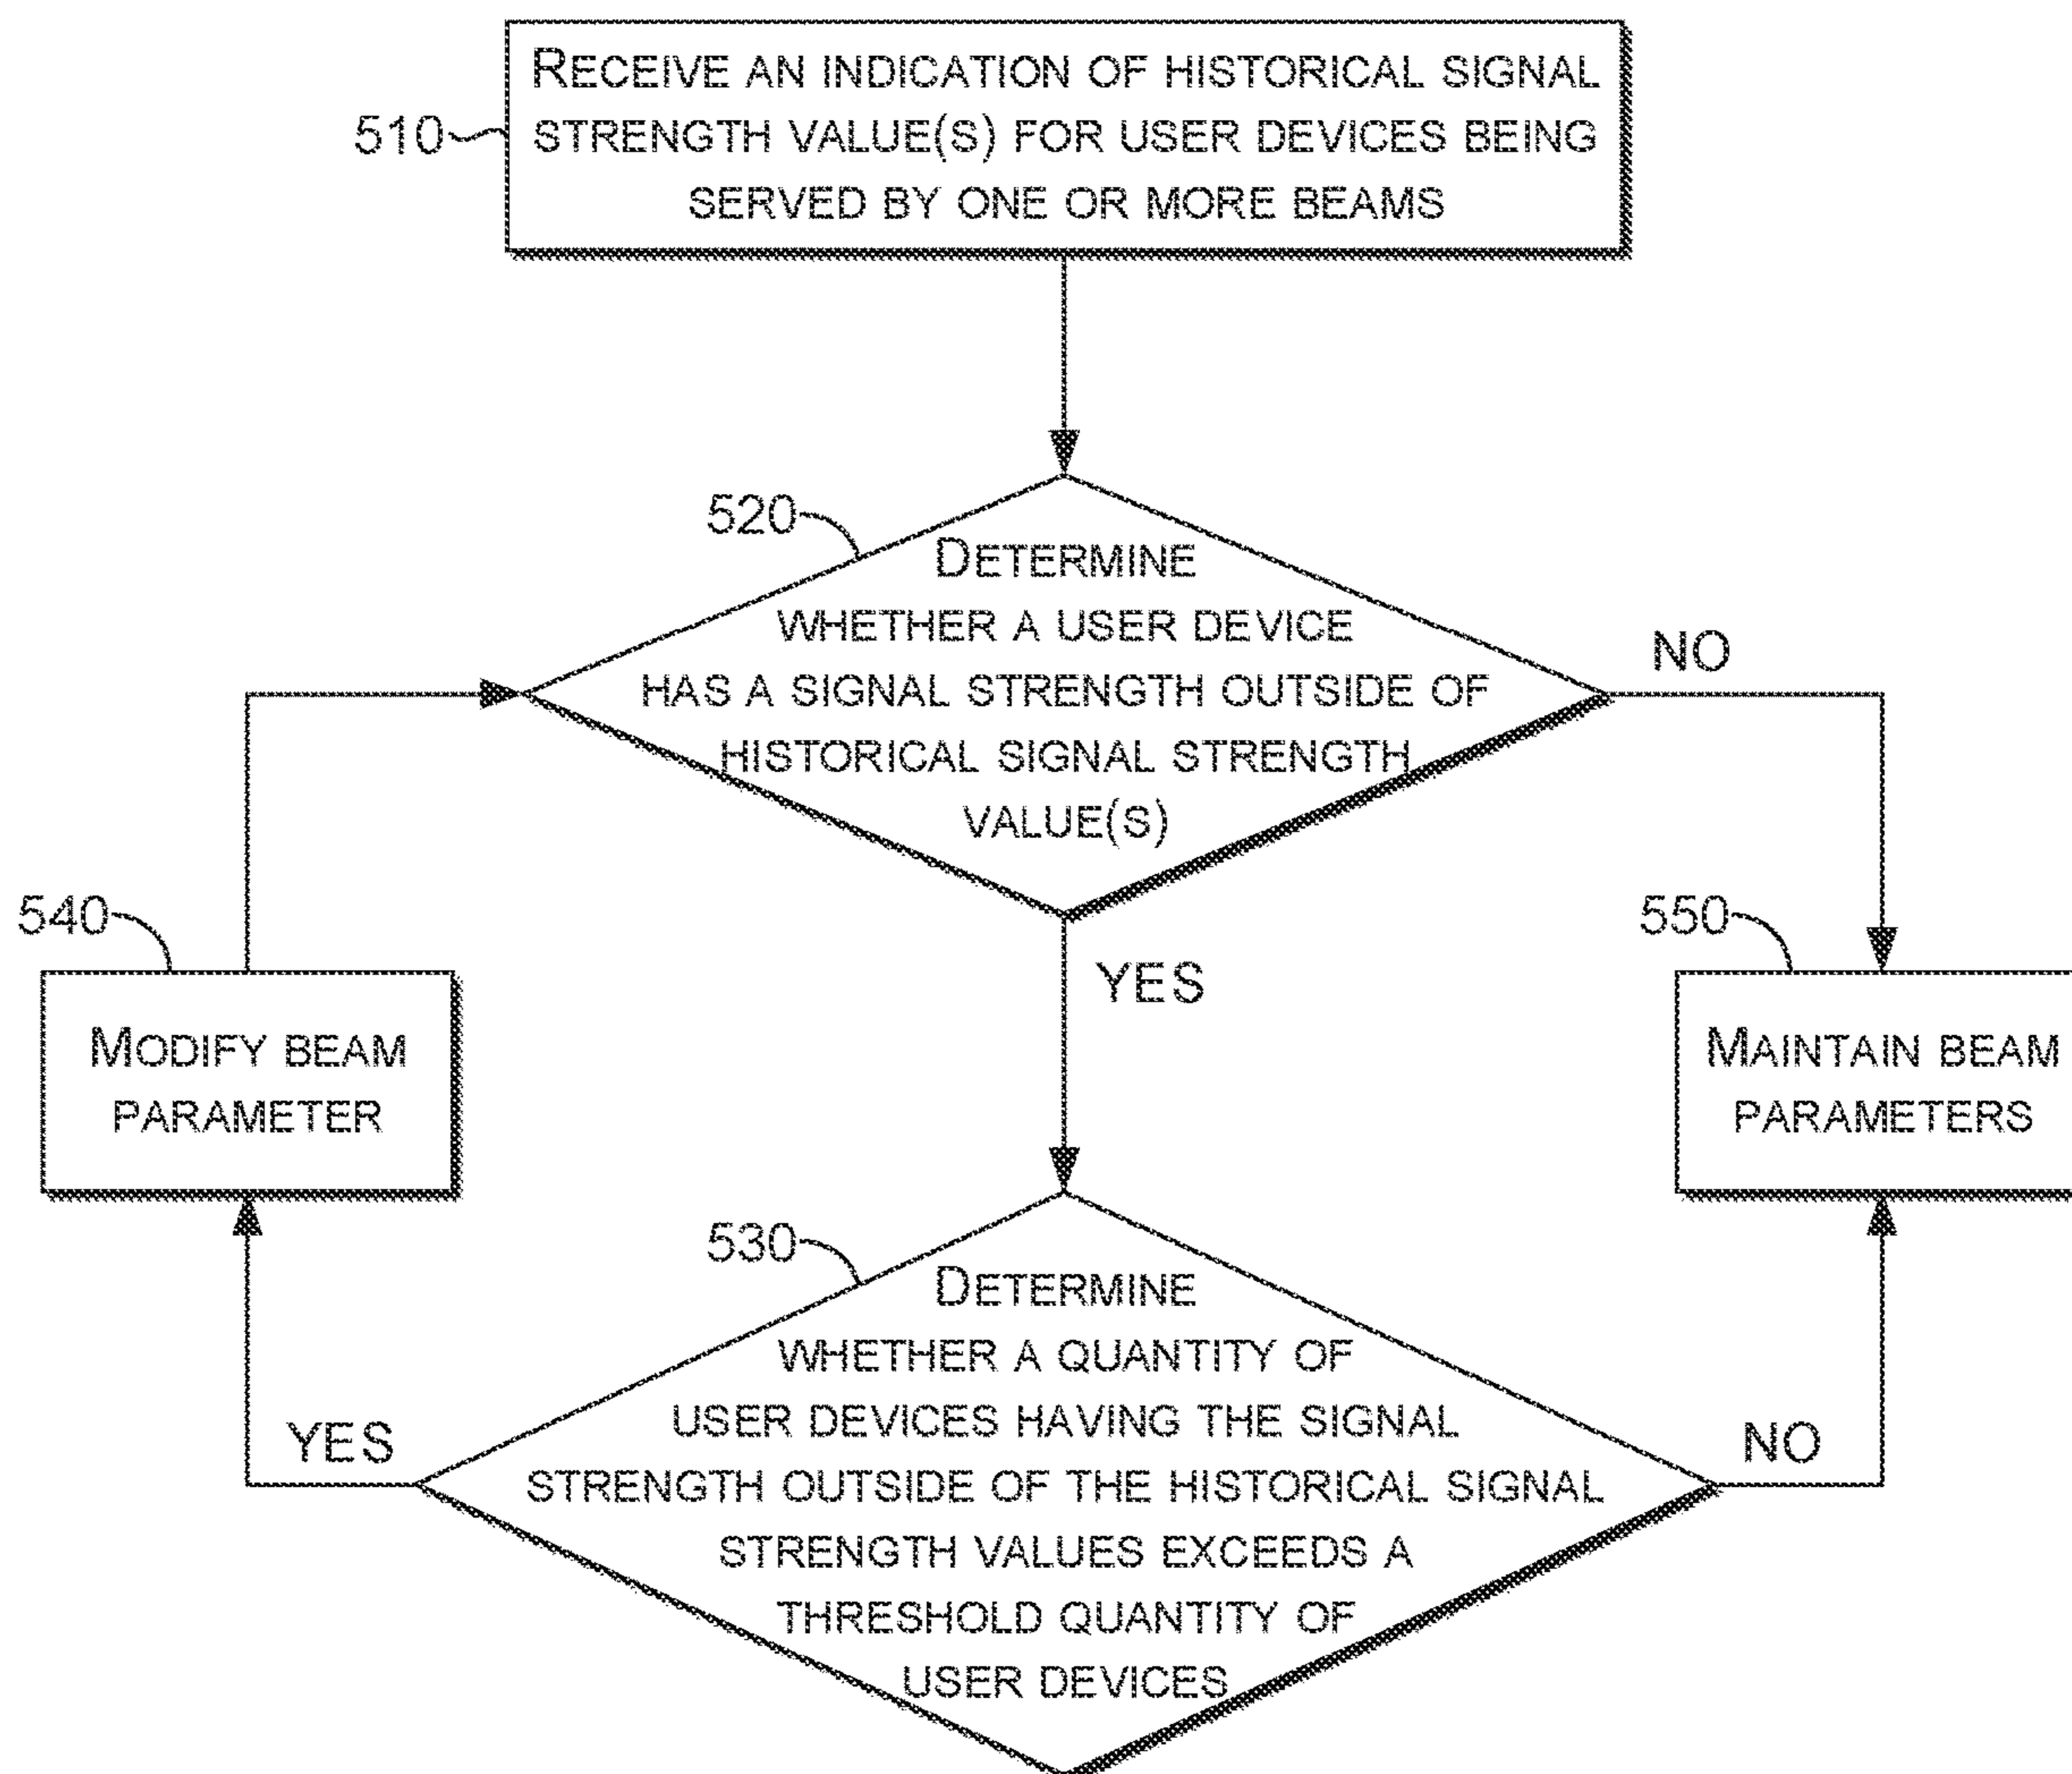 RECEIVE AN INDICATION OF HISTORICAL SIGNAL
STRENGTH VALUE(S) FOR USER DEVICES BEING
SERVED BY ONE OR MORE BEAMS
510
520
DETERMINE
WHETHER A USER DEVICE
HAS A SIGNAL STRENGTH OUTSIDE OF
HISTORICAL SIGNAL STRENGTH
VALUE(S)
NO
YES
540
MODIFY BEAM
PARAMETER
550
MAINTAIN BEAM
PARAMETERS
530
DETERMINE
WHETHER A QUANTITY OF
USER DEVICES HAVING THE SIGNAL
STRENGTH OUTSIDE OF THE HISTORICAL SIGNAL
STRENGTH VALUES EXCEEDS A
THRESHOLD QUANTITY OF
USER DEVICES
YES
NO